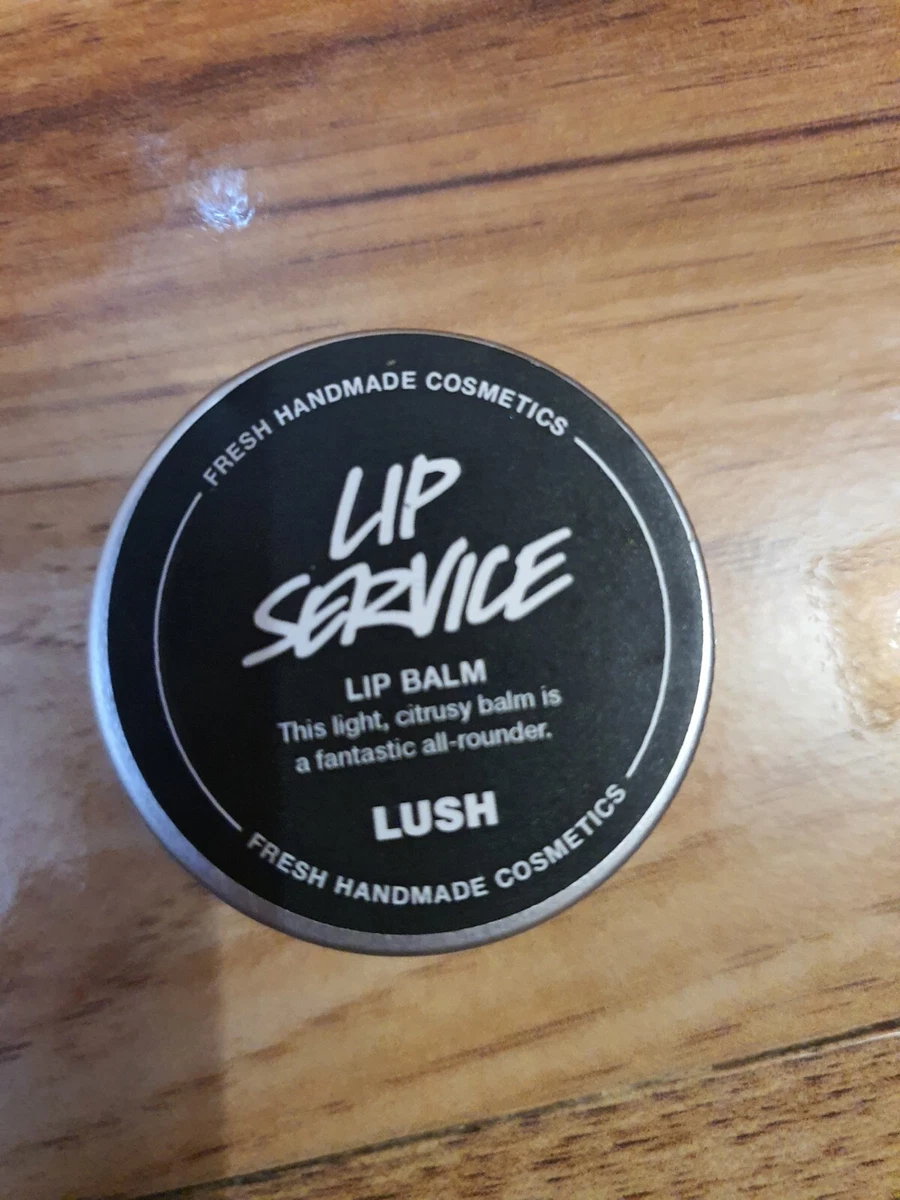 FRESH HANDMADE COSMETICS
LIP
SERVICE
LIP BALM
This light, citrusy balm is
a fantastic all-rounder.
LUSH
FRESH HANDMADE COSMETICS